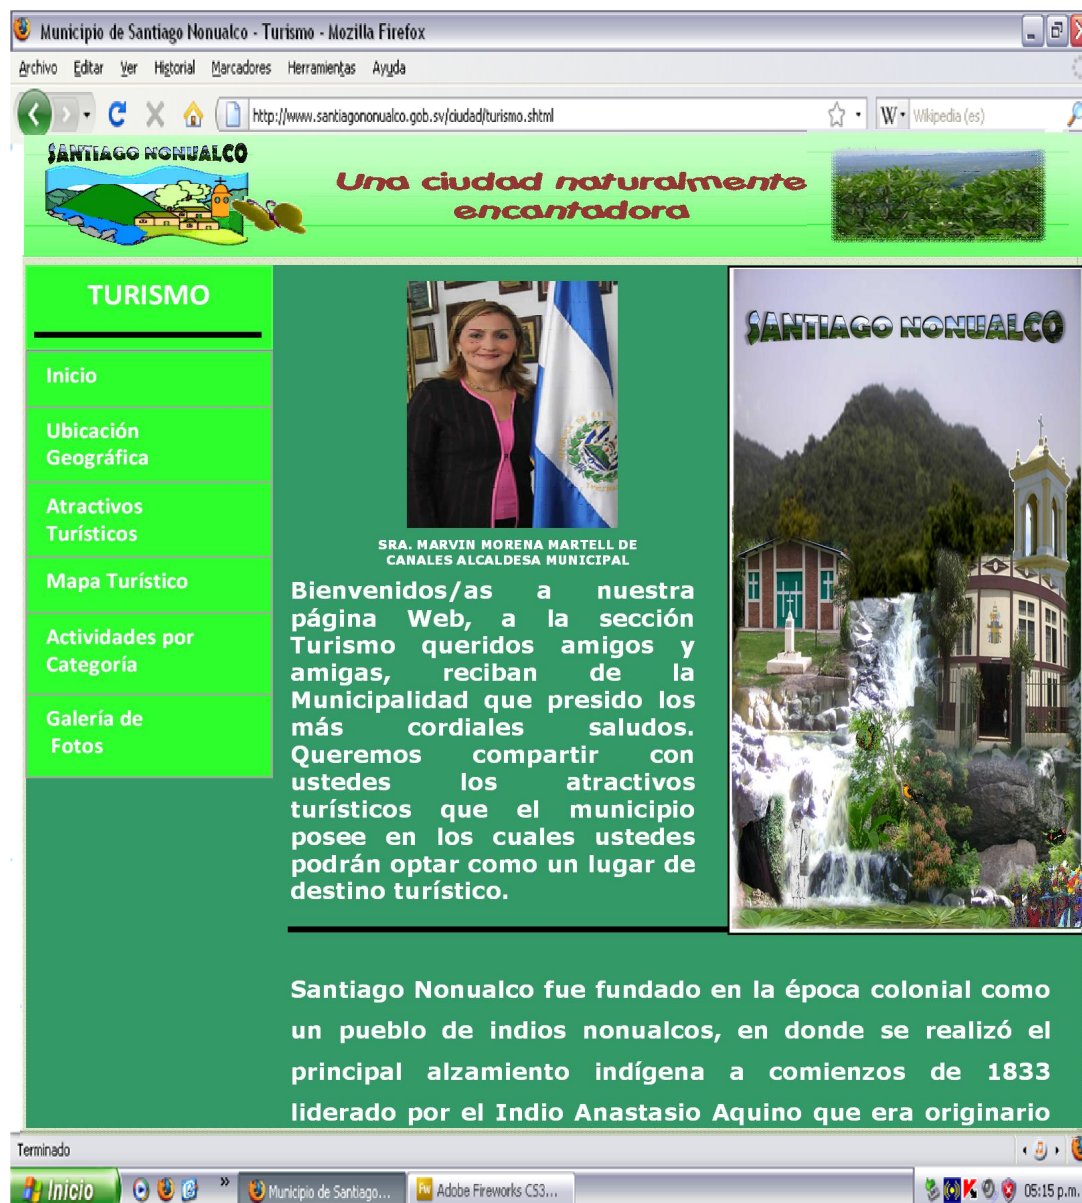 Municipio de Santiago Nonualco - Turismo - Mozilla Firefox
Archivo Editar Ver Historial Marcadores Herramientas Ayuda
http://www.santiagononualco.gob.sv/ciudad/turismo.shtml
W Wikipedia (es)
SANTIAGO NONUALCO
Una ciudad naturalmente
encantadora
TURISMO
Inicio
Ubicación
Geográfica
Atractivos
Turísticos
Mapa Turístico
Actividades por
Categoría
Galería de
Fotos
SRA. MARVIN MORENA MARTELL DE
CANALES ALCALDESA MUNICIPAL
Bienvenidos/as a nuestra
página Web, a la sección
Turismo queridos amigos y
amigas, reciban de la
Municipalidad que presido los
más cordiales saludos.
Queremos compartir con
ustedes los atractivos
turísticos que el municipio
posee en los cuales ustedes
podrán optar como un lugar de
destino turístico.
SANTIAGO NONUALCO
Santiago Nonualco fue fundado en la época colonial como
un pueblo de indios nonualcos, en donde se realizó el
principal alzamiento indígena a comienzos de 1833
liderado por el Indio Anastasio Aquino que era originario
Terminado
Inicio
»
Municipio de Santiago...
Fw Adobe Fireworks CS3...
K
05:15 p.m.